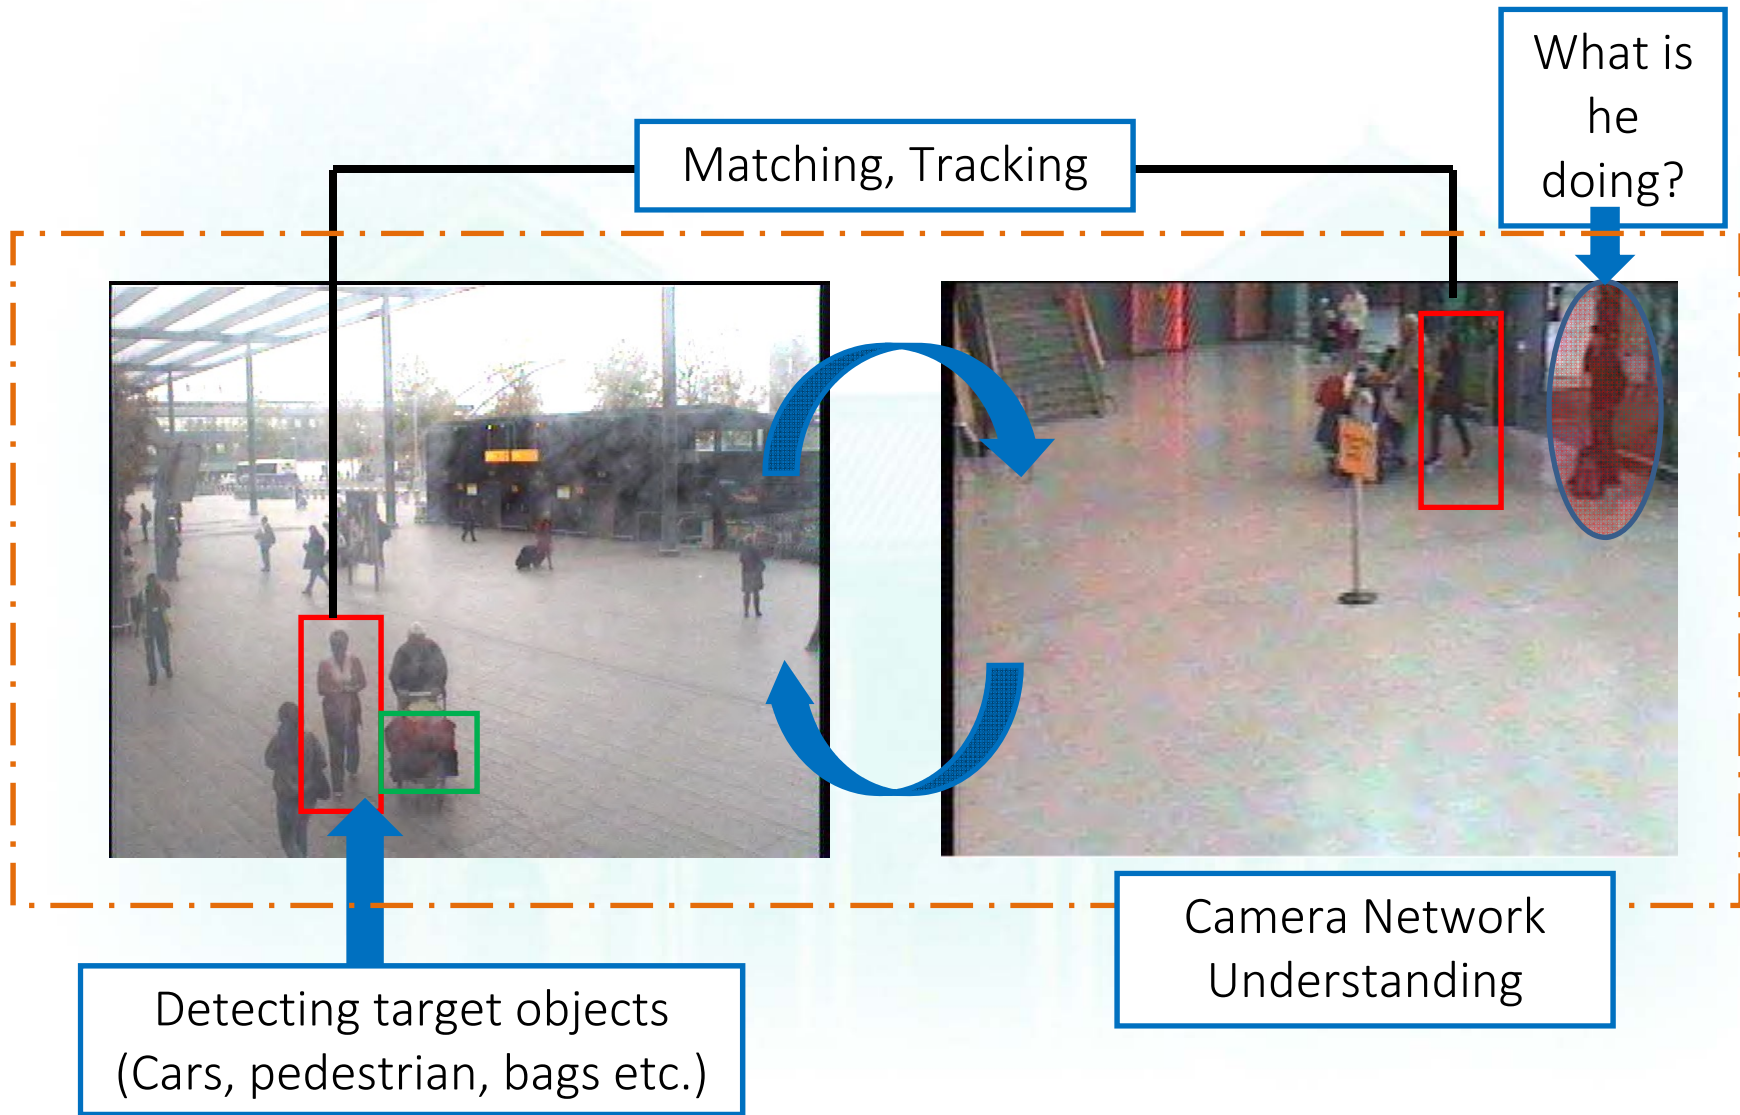 What is
he
doing?
Matching, Tracking
Camera Network
Understanding
Detecting target objects
(Cars, pedestrian, bags etc.)